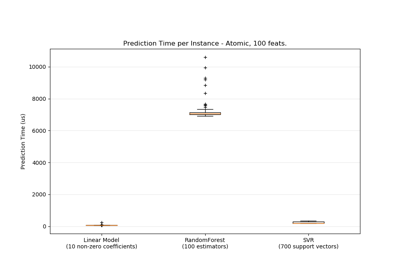 Prediction Time per Instance - Atomic, 100 feats.
10000
8000
6000
4000
2000
0
Prediction Time (us)
Linear Model
(10 non-zero coefficients)
RandomForest
(100 estimators)
SVR
(700 support vectors)